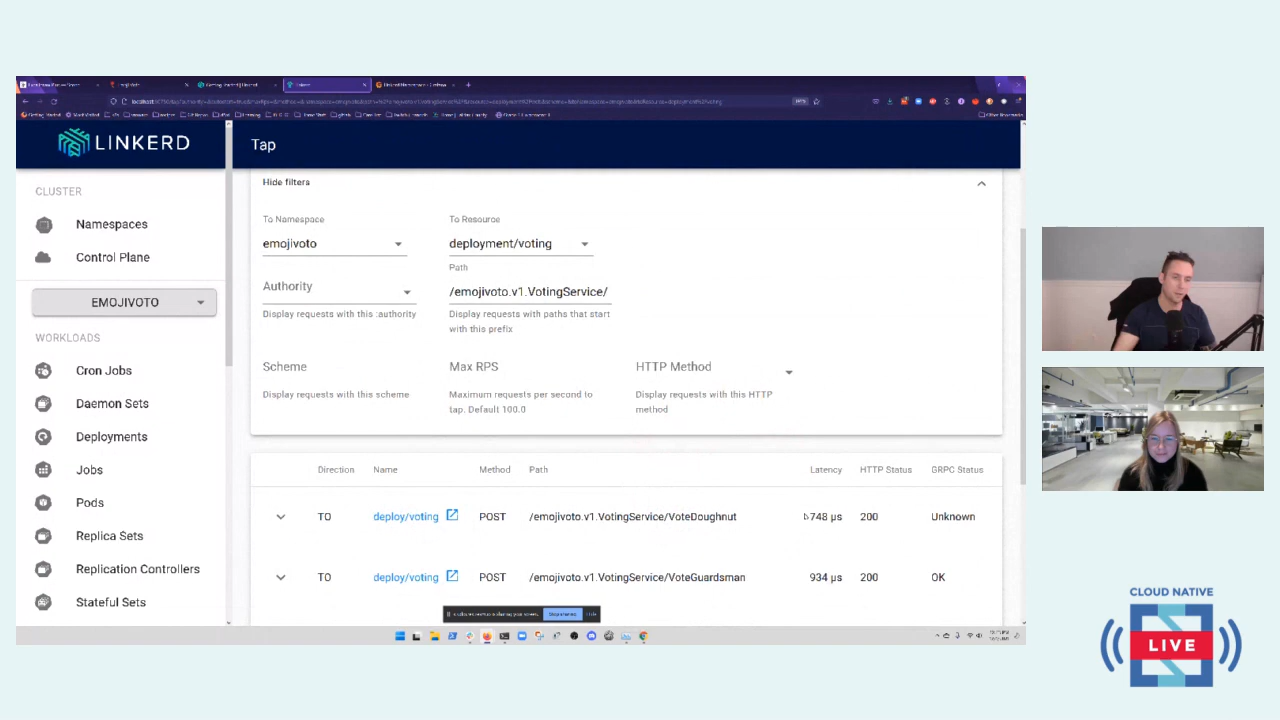 LINKERD
Tap
CLUSTER
Namespaces
Control Plane
EMOJIVOTO
WORKLOADS
Cron Jobs
Daemon Sets
Deployments
Jobs
Pods
Replica Sets
Replication Controllers
Stateful Sets
Hide filters
To Namespace
To Resource
emojivoto
deployment/voting
Path
Authority
/emojivoto.v1.VotingService/
Display requests with this :authority
Display requests with paths that start
with this prefix
Scheme
Max RPS
HTTP Method
Display requests with this scheme
Maximum requests per second to
tap. Default 100.0
Display requests with this HTTP
method
Direction Name Method Path Latency HTTP Status GRPC Status
TO deploy/voting POST /emojivoto.v1.VotingService/VoteDoughnut 748 µs 200 Unknown
TO deploy/voting POST /emojivoto.v1.VotingService/VoteGuardsman 934 µs 200 OK
CLOUD NATIVE
LIVE